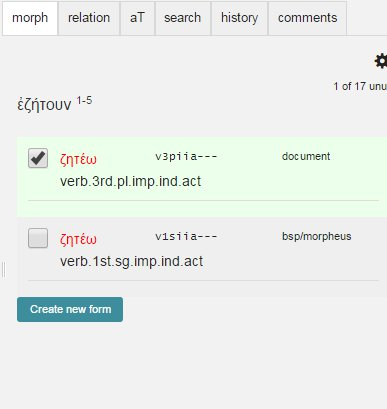 morph relation aT search history comments
1 of 17 unu
ἐζήτουν 1-5
ζητέω v3piia--- document
verb.3rd.pl.imp.ind.act
ζητέω v1siia--- bsp/morpheus
verb.1st.sg.imp.ind.act
Create new form